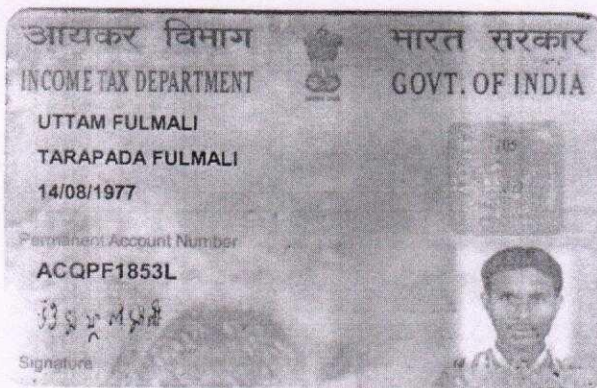 आयकर विभाग
भारत सरकार
INCOME TAX DEPARTMENT
GOVT. OF INDIA
UTTAM FULMALI
TARAPADA FULMALI
14/08/1977
Permanent Account Number
ACQPF1853L
Signature